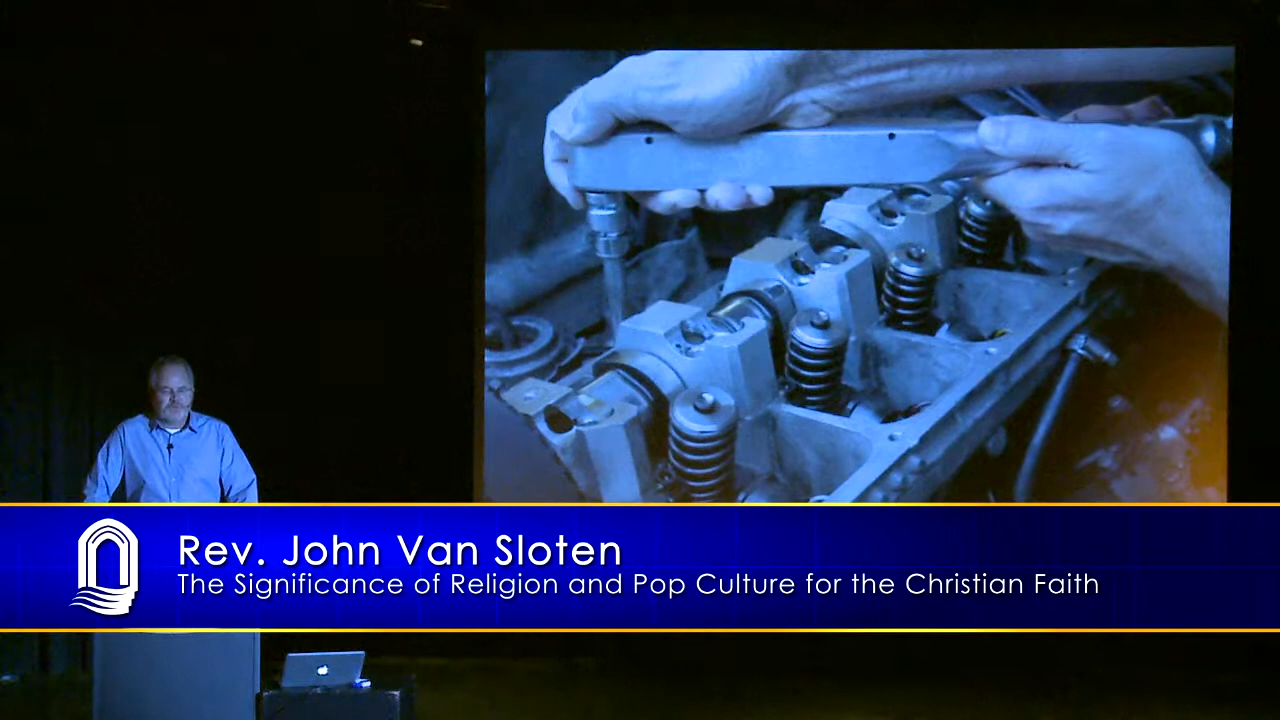 Rev. John Van Sloten
The Significance of Religion and Pop Culture for the Christian Faith